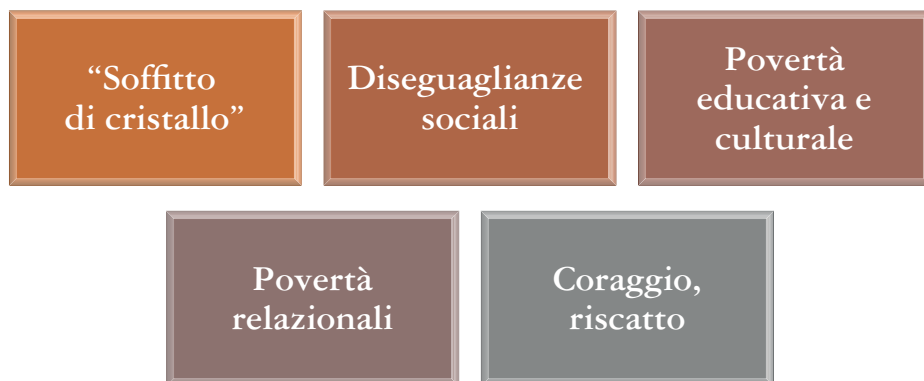 “Soffitto
di cristallo”
Diseguaglianze
sociali
Povertà
educativa e
culturale
Povertà
relazionali
Coraggio,
riscatto